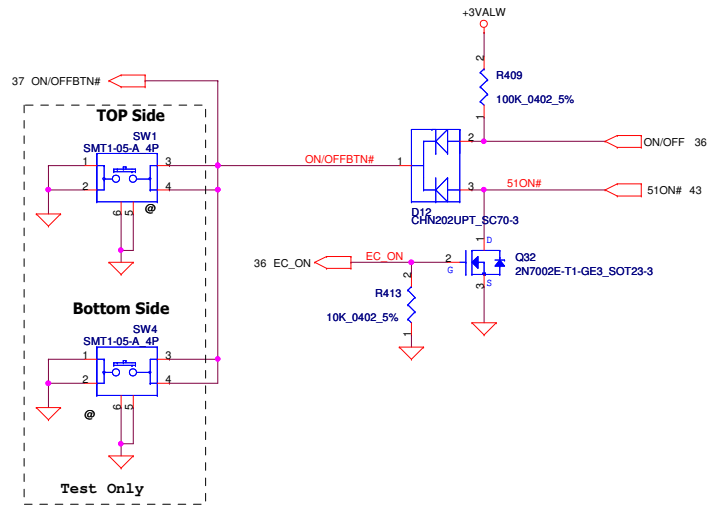 +3VALW
2
R409
100K_0402_5%
1
37 ON/OFFBTN#
TOP Side
SW1
SMT1-05-A_4P
1
3
2
4
6
5
@
ON/OFFBTN#
1
2
ON/OFF 36
3
51ON#
51ON# 43
D12
CHN202UPT_SC70-3
1
D
Q32
2N7002E-T1-GE3_SOT23-3
36 EC_ON
EC_ON
2
G
S
3
2
R413
10K_0402_5%
1
Bottom Side
SW4
SMT1-05-A_4P
1
3
2
4
6
5
@
Test Only